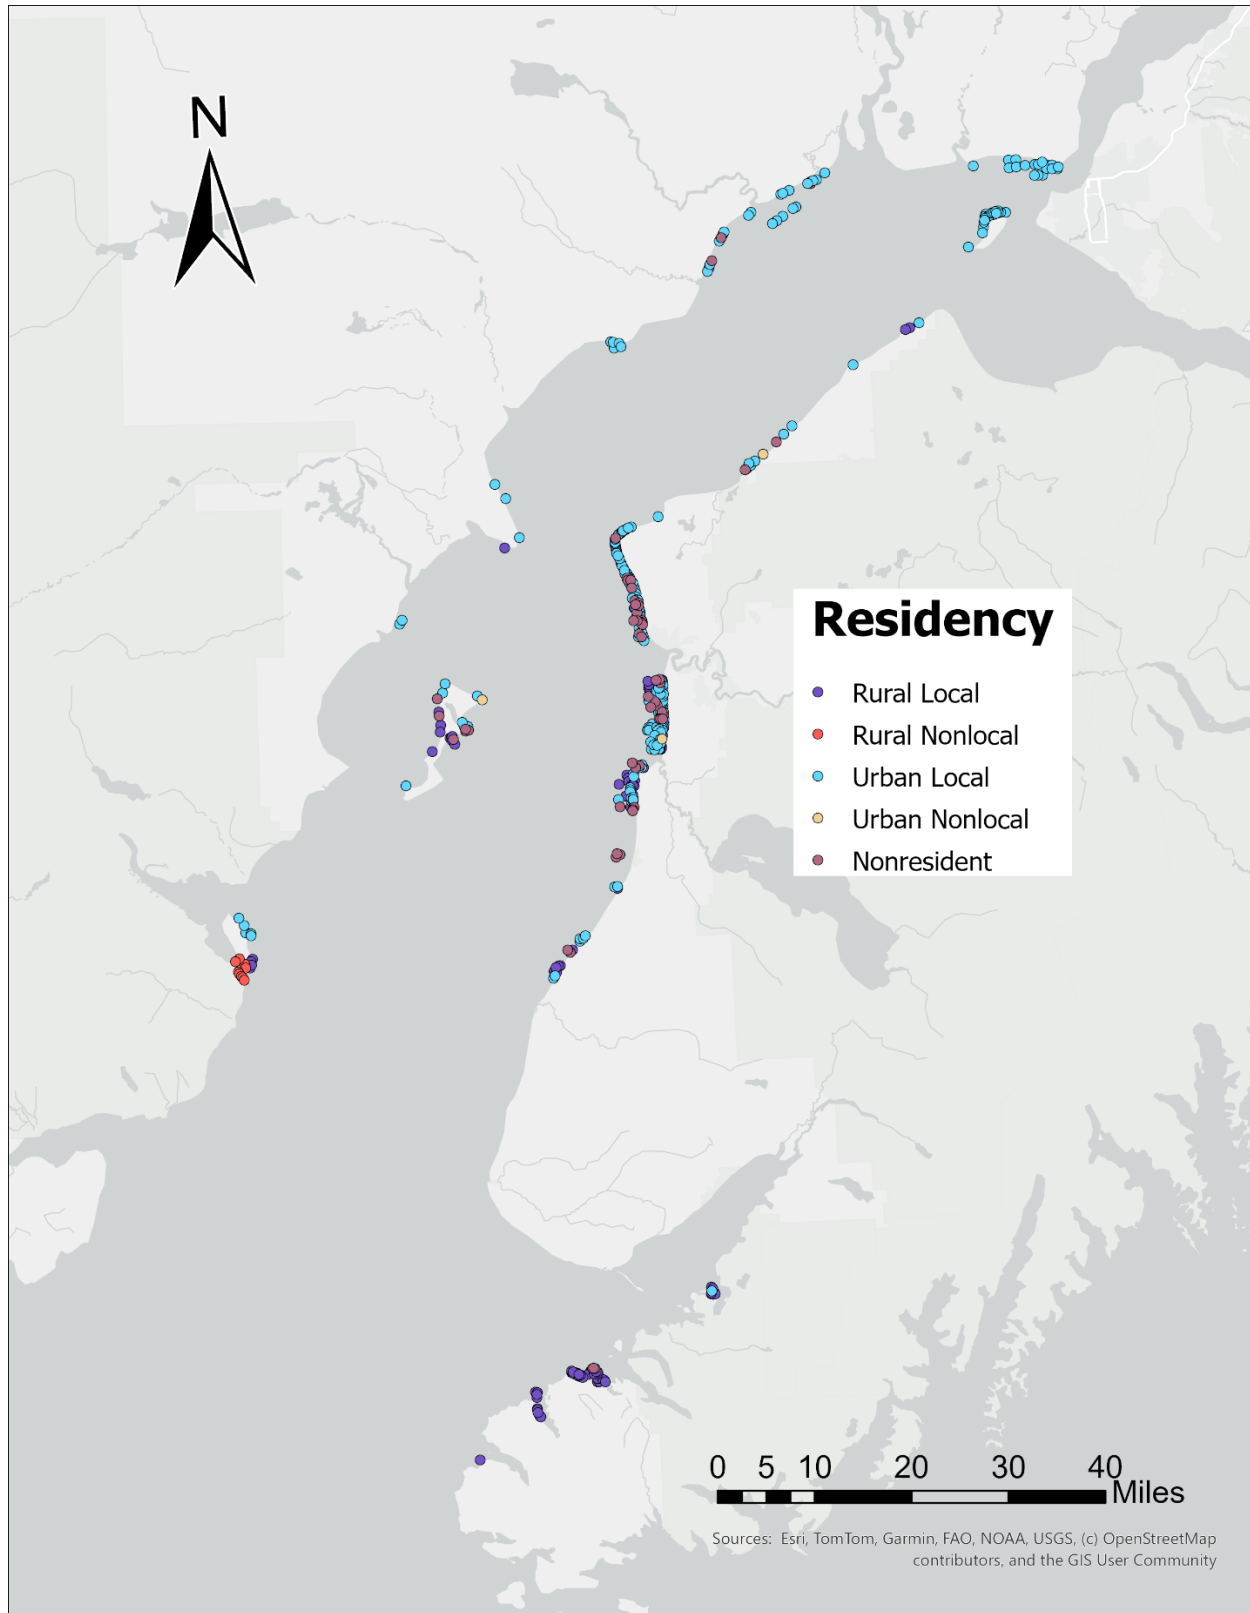 N
Residency
Rural Local
Rural Nonlocal
Urban Local
Urban Nonlocal
Nonresident
0 5 10 20 30 40
Miles
Sources: Esri, TomTom, Garmin, FAO, NOAA, USGS, (c) OpenStreetMap
contributors, and the GIS User Community